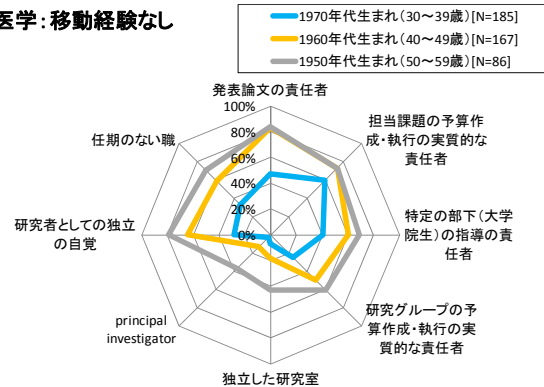 医学：移動経験なし
1970年代生まれ（30～39歳）[N=185]
1960年代生まれ（40～49歳）[N=167]
1950年代生まれ（50～59歳）[N=86]
発表論文の責任者
担当課題の予算作
成・執行の実質的な
責任者
特定の部下（大学
院生）の指導の責
任者
研究グループの予
算作成・執行の実
質的な責任者
独立した研究室
principal
investigator
研究者としての独立
の自覚
任期のない職
100%
80%
60%
40%
20%
0%